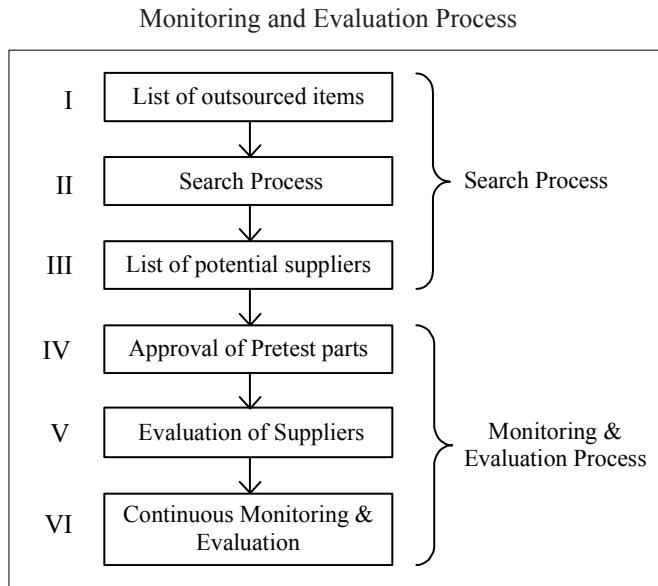 Monitoring and Evaluation Process
I
List of outsourced items
II
Search Process
Search Process
III
List of potential suppliers
IV
Approval of Pretest parts
V
Evaluation of Suppliers
Monitoring &
Evaluation Process
VI
Continuous Monitoring &
Evaluation